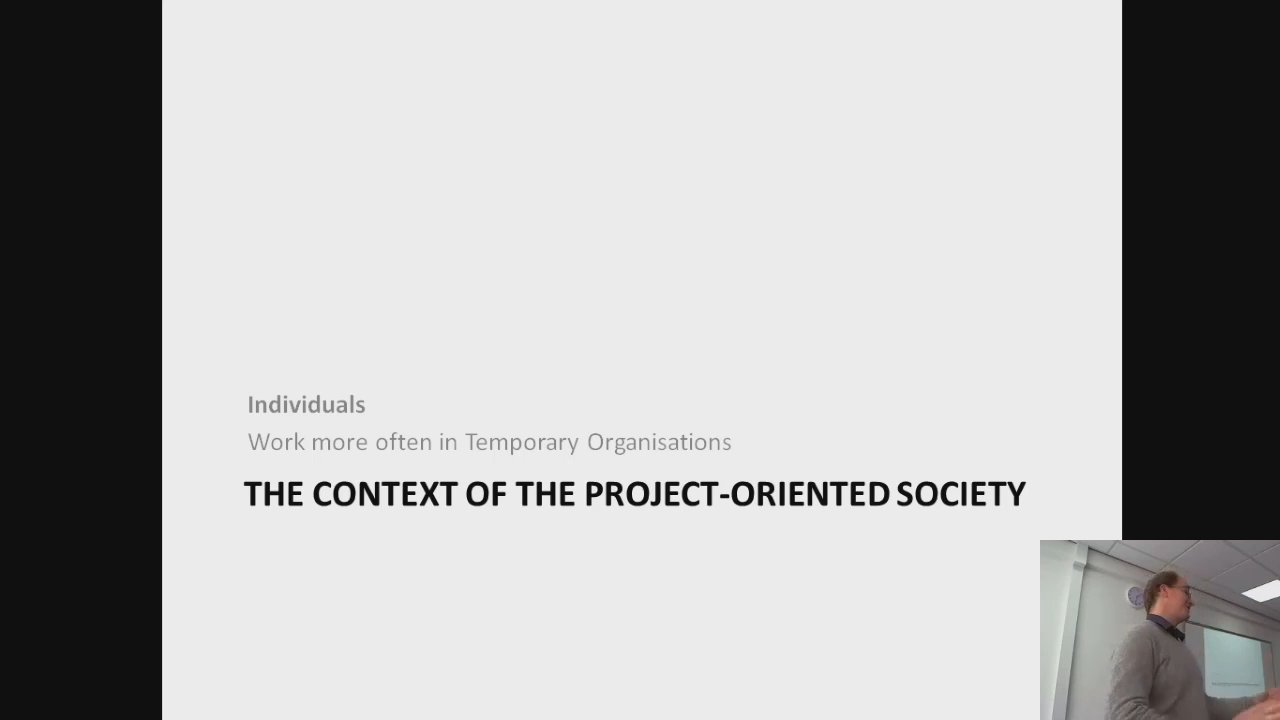 Individuals
Work more often in Temporary Organisations
THE CONTEXT OF THE PROJECT-ORIENTED SOCIETY